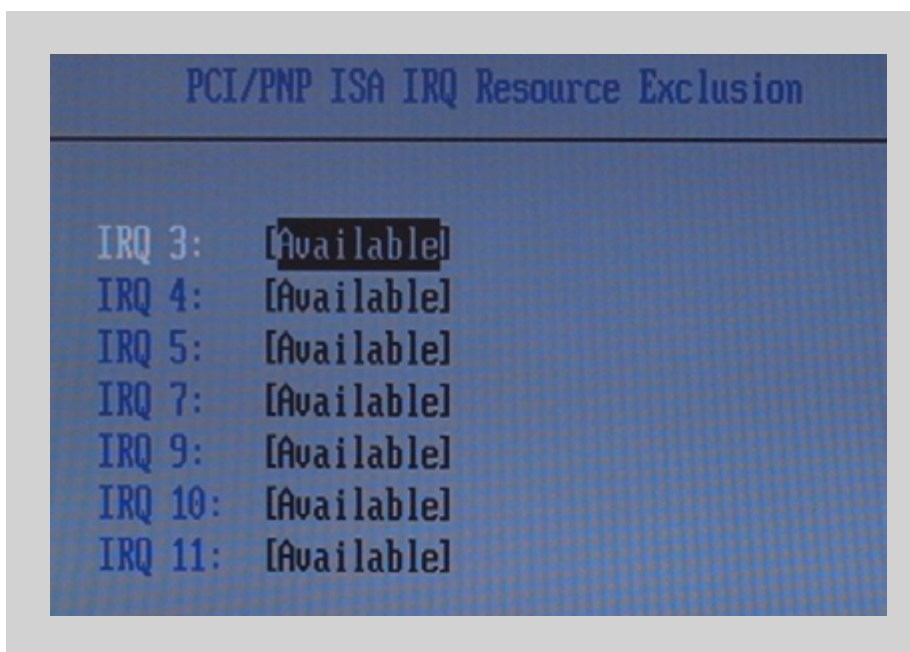 PCI/PNP ISA IRQ Resource Exclusion
IRQ 3: [Available]
IRQ 4: [Available]
IRQ 5: [Available]
IRQ 7: [Available]
IRQ 9: [Available]
IRQ 10: [Available]
IRQ 11: [Available]